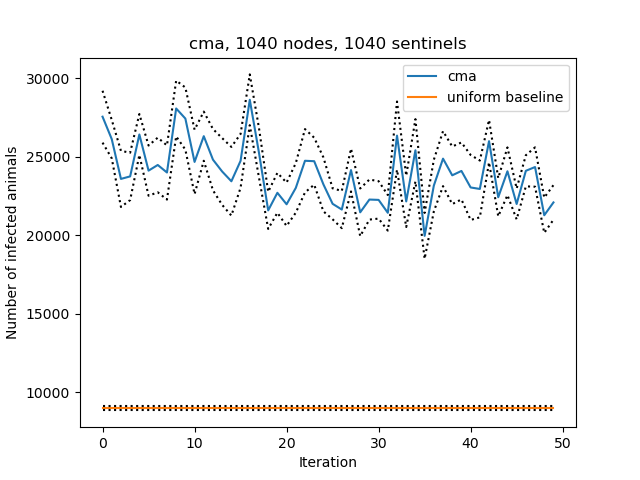 cma, 1040 nodes, 1040 sentinels
cma
uniform baseline
Number of infected animals
30000
25000
20000
15000
10000
0
10
20
30
40
50
Iteration